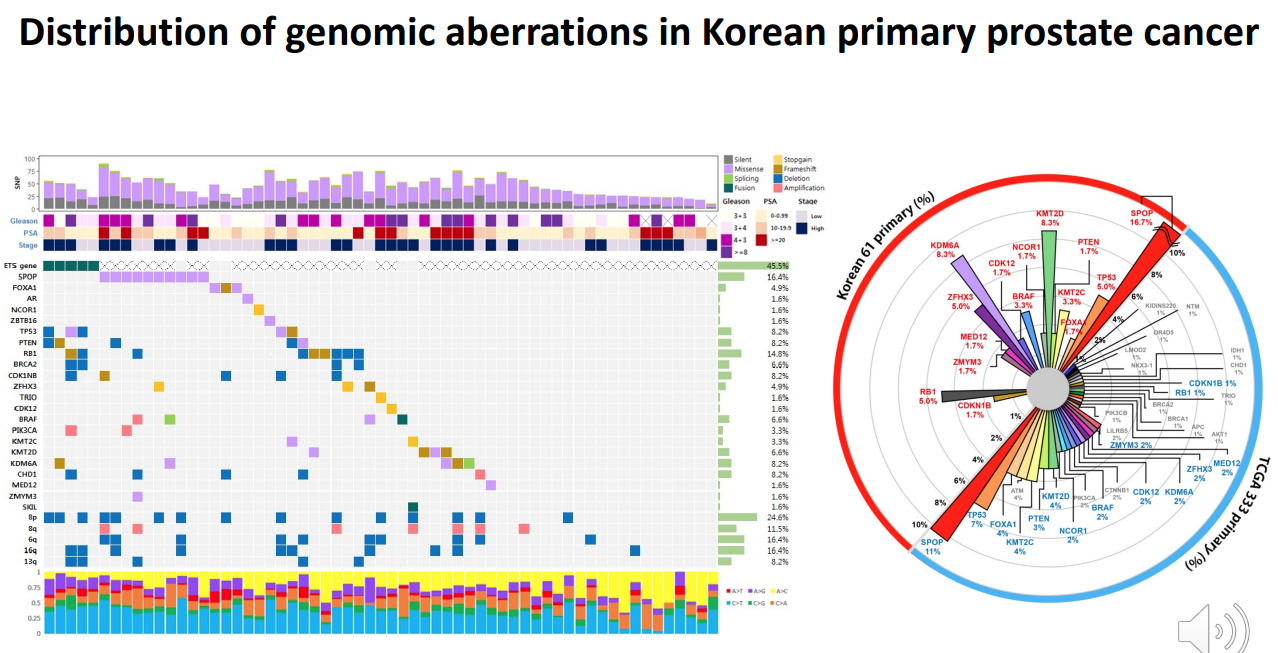 Distribution of genomic aberrations in Korean primary prostate cancer
100
75
50
25
0
SNP
Silent
Missense
Splicing
Fusion
Stopgain
Frameshift
Deletion
Amplification
Gleason
PSA
Stage
Gleason PSA Stage
3+3
3+4
4+3
>=8
0-0.99
10-19.9
>=20
Low
High
ETS gene 45.5%
SPOP 16.4%
FOXA1 4.9%
AR 1.6%
NCOR1 1.6%
ZBTB16 1.6%
TP53 8.2%
PTEN 8.2%
RB1 14.8%
BRCA2 6.6%
CDK1NB 8.2%
ZFHX3 4.9%
TRIO 1.6%
CDK12 1.6%
BRAF 6.6%
PIK3CA 3.3%
KMT2C 3.3%
KMT2D 6.6%
KDM6A 8.2%
CHD1 8.2%
MED12 1.6%
ZMYM3 1.6%
SKIL 1.6%
8p 24.6%
8q 11.5%
6q 16.4%
16q 16.4%
13q 8.2%
1
0.75
0.5
0.25
0
A>T A>G A>C
C>T C>G C>A
Korean 61 primary (%)
TCGA 333 primary (%)
KMT2D
8.3%
SPOP
16.7%
KDM6A
8.3%
NCOR1
1.7%
PTEN
1.7%
CDK12
1.7%
TP53
5.0%
ZFHX3
5.0%
BRAF
3.3%
KMT2C
3.3%
FOXA1
1.7%
MED12
1.7%
ZMYM3
1.7%
RB1
5.0%
CDKN1B
1.7%
10%
8%
6%
4%
2%
1%
KIDINS220
1%
NTM
1%
OR4D5
1%
LMOD2
1%
NKX3-1
1%
IDH1
1%
CHD1
1%
CDKN1B 1%
RB1 1%
TRIO
1%
BRCA2
1%
PIK3CB
1%
BRCA1
1%
APC
1%
AKT1
1%
LILRB5
2%
ZMYM3 2%
MED12
2%
ZFHX3
2%
KDM6A
2%
CDK12
2%
CTNNB1
2%
BRAF
2%
PIK3CA
2%
NCOR1
2%
KMT2D
4%
PTEN
3%
ATM
4%
KMT2C
4%
FOXA1
4%
TP53
7%
SPOP
11%
1%
2%
4%
6%
8%
10%